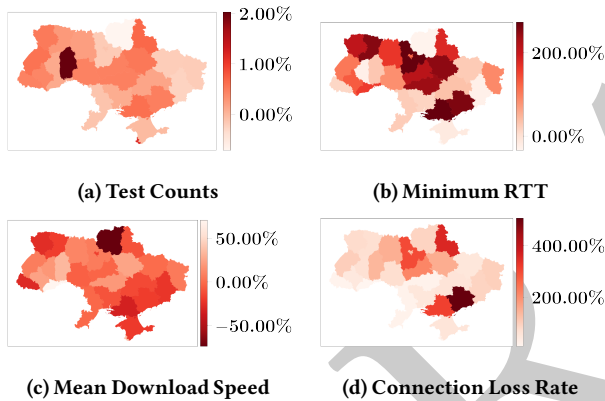 2.00%
1.00%
0.00%
200.00%
0.00%
(a) Test Counts
(b) Minimum RTT
50.00%
0.00%
−50.00%
400.00%
200.00%
(c) Mean Download Speed
(d) Connection Loss Rate